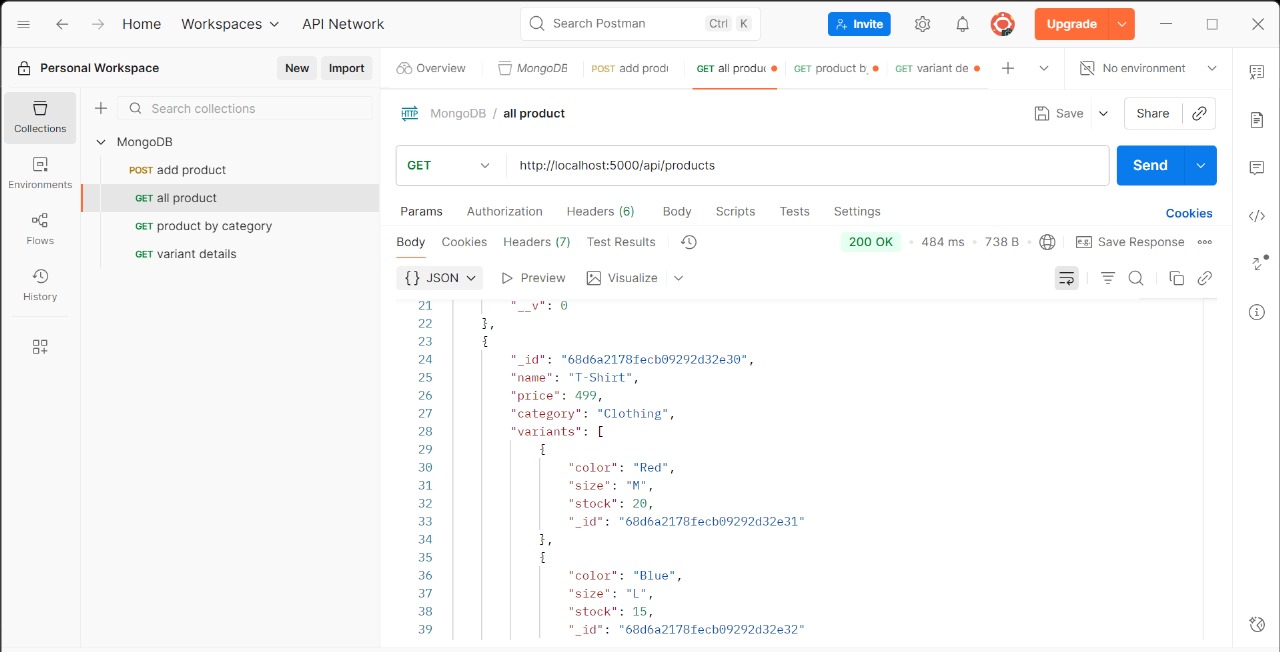 Home Workspaces API Network Search Postman Ctrl K Invite Upgrade
Personal Workspace New Import
Overview MongoDB POST add prod GET all produc GET product b GET variant de No environment
Collections
Search collections
MongoDB
POST add product
GET all product
GET product by category
GET variant details
Environments
Flows
History
HTTP MongoDB / all product Save Share
GET http://localhost:5000/api/products Send
Params Authorization Headers (6) Body Scripts Tests Settings Cookies
Body Cookies Headers (7) Test Results 200 OK 484 ms 738 B e.g. Save Response
{ } JSON Preview Visualize
21 "__v": 0
22 },
23 {
24 "_id": "68d6a2178fecb09292d32e30",
25 "name": "T-Shirt",
26 "price": 499,
27 "category": "Clothing",
28 "variants": [
29 {
30 "color": "Red",
31 "size": "M",
32 "stock": 20,
33 "_id": "68d6a2178fecb09292d32e31"
34 },
35 {
36 "color": "Blue",
37 "size": "L",
38 "stock": 15,
39 "_id": "68d6a2178fecb09292d32e32"